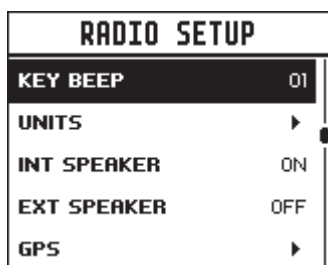 RADIO SETUP
KEY BEEP 01
UNITS ▶
INT SPEAKER ON
EXT SPEAKER OFF
GPS ▶